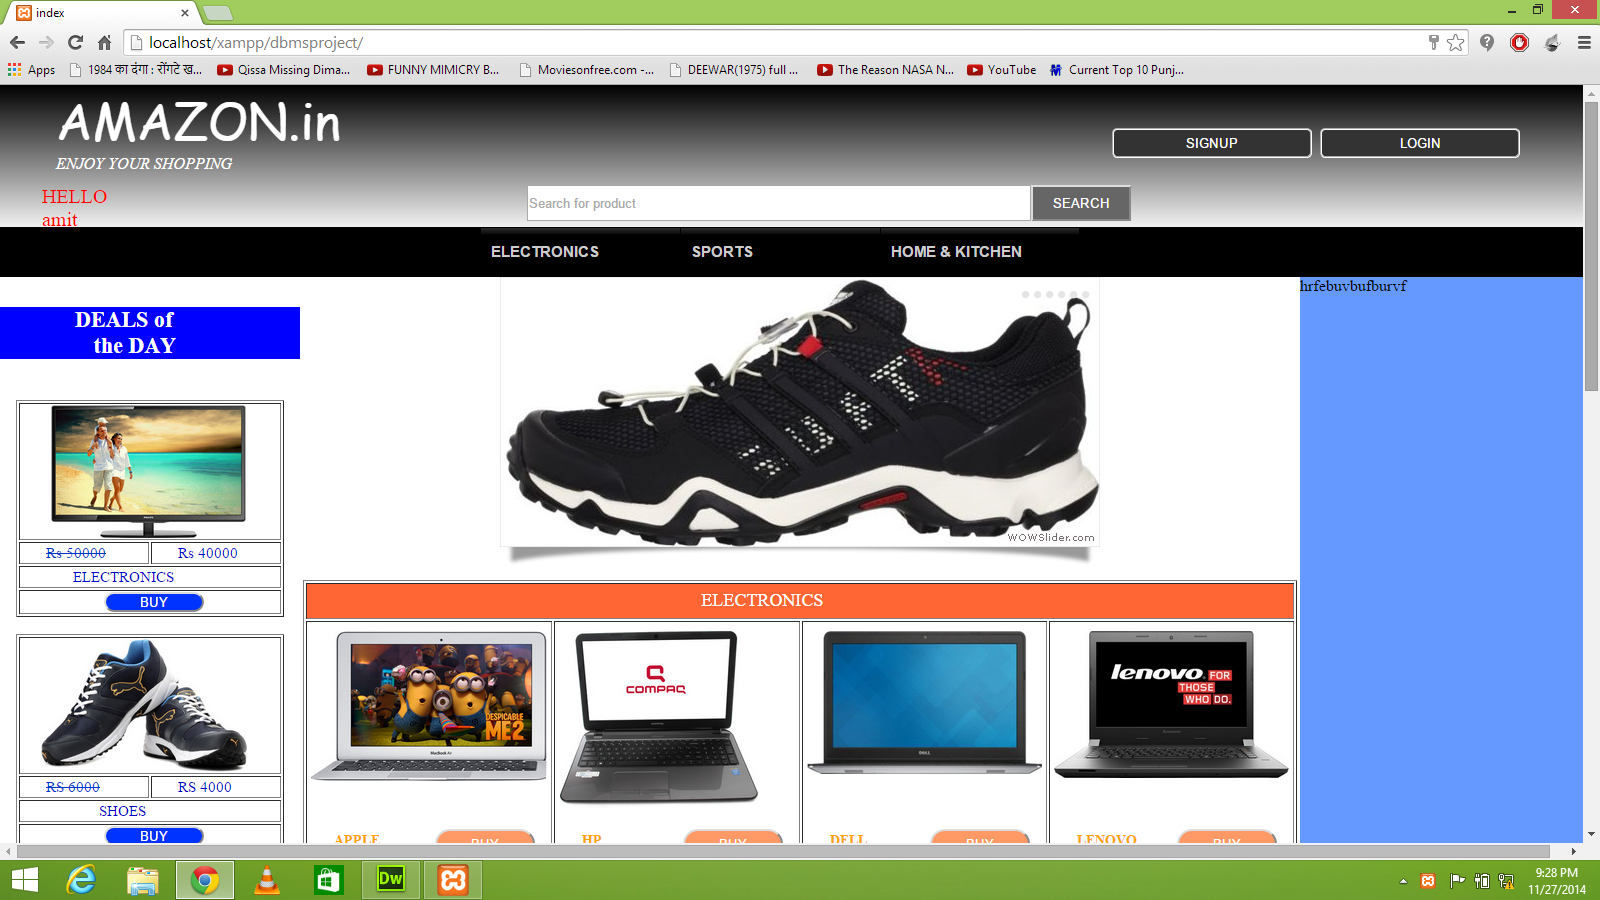 index
localhost/xampp/dbmsproject/
Apps
1984 का दंगा : रोंगटे ख...
Qissa Missing Dima...
FUNNY MIMICRY B...
Moviesonfree.com -...
DEEWAR(1975) full ...
The Reason NASA N...
YouTube
Current Top 10 Punj...
AMAZON.in
ENJOY YOUR SHOPPING
SIGNUP
LOGIN
HELLO
amit
Search for product
SEARCH
ELECTRONICS
SPORTS
HOME & KITCHEN
hrfebuvbufburvf
DEALS of
the DAY
WOWSlider.com
Rs 50000
Rs 40000
ELECTRONICS
BUY
RS 6000
RS 4000
SHOES
BUY
ELECTRONICS
DESPICABLE
ME2
MacBook Air
COMPAQ
DELL
lenovo FOR
THOSE
WHO DO.
APPLE
BUY
HP
BUY
DELL
BUY
LENOVO
BUY
Dw
9:28 PM
11/27/2014